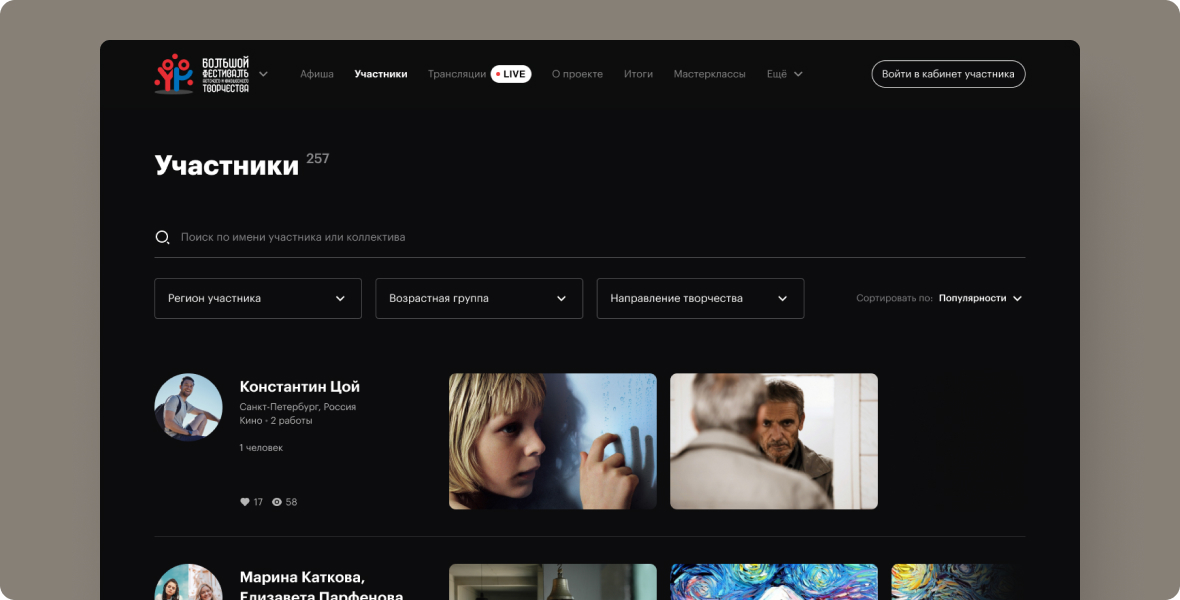 БОЛЬШОЙ
ФЕСТИВАЛЬ
ДЕТСКОГО И ЮНОШЕСКОГО
ТВОРЧЕСТВА
Афиша Участники Трансляции LIVE О проекте Итоги Мастерклассы Ещё Войти в кабинет участника
Участники 257
Поиск по имени участника или коллектива
Регион участника Возрастная группа Направление творчества Сортировать по: Популярности
Константин Цой
Санкт-Петербург, Россия
Кино - 2 работы
1 человек
17 58
Марина Каткова,
Елизавета Парфенова